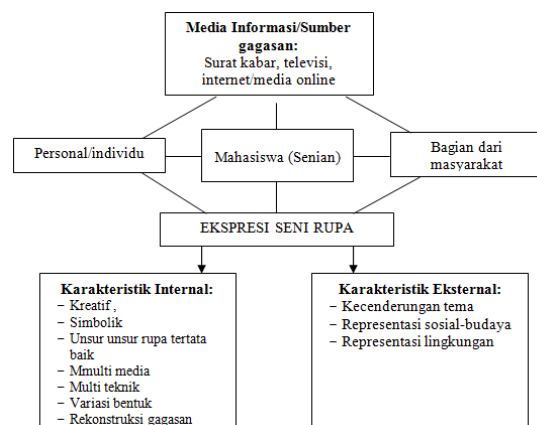 Media Informasi/Sumber
gagasan:
Surat kabar, televisi,
internet/media online
Personal/individu
Mahasiswa (Senian)
Bagian dari
masyarakat
EKSPRESI SENI RUPA
Karakteristik Internal:
– Kreatif ,
– Simbolik
– Unsur unsur rupa tertata
baik
– Mmulti media
– Multi teknik
– Variasi bentuk
– Rekonstruksi gagasan
Karakteristik Eksternal:
– Kecenderungan tema
– Representasi sosial-budaya
– Representasi lingkungan